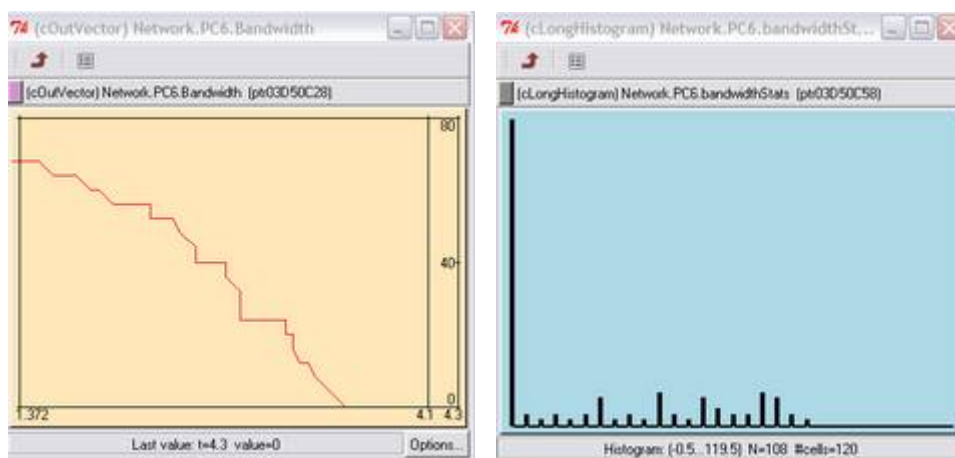 (cOutVector) Network.PC6.Bandwidth
(cOutVector) Network.PC6.Bandwidth (ptr03D50C28)
80
40
0
1.372
4.1 4.3
Last value: t=4.3 value=0
Options...
(cLongHistogram) Network.PC6.bandwidthSt...
(cLongHistogram) Network.PC6.bandwidthStats (ptr03D50C58)
Histogram: (-0.5...119.5) N=108 #cells=120